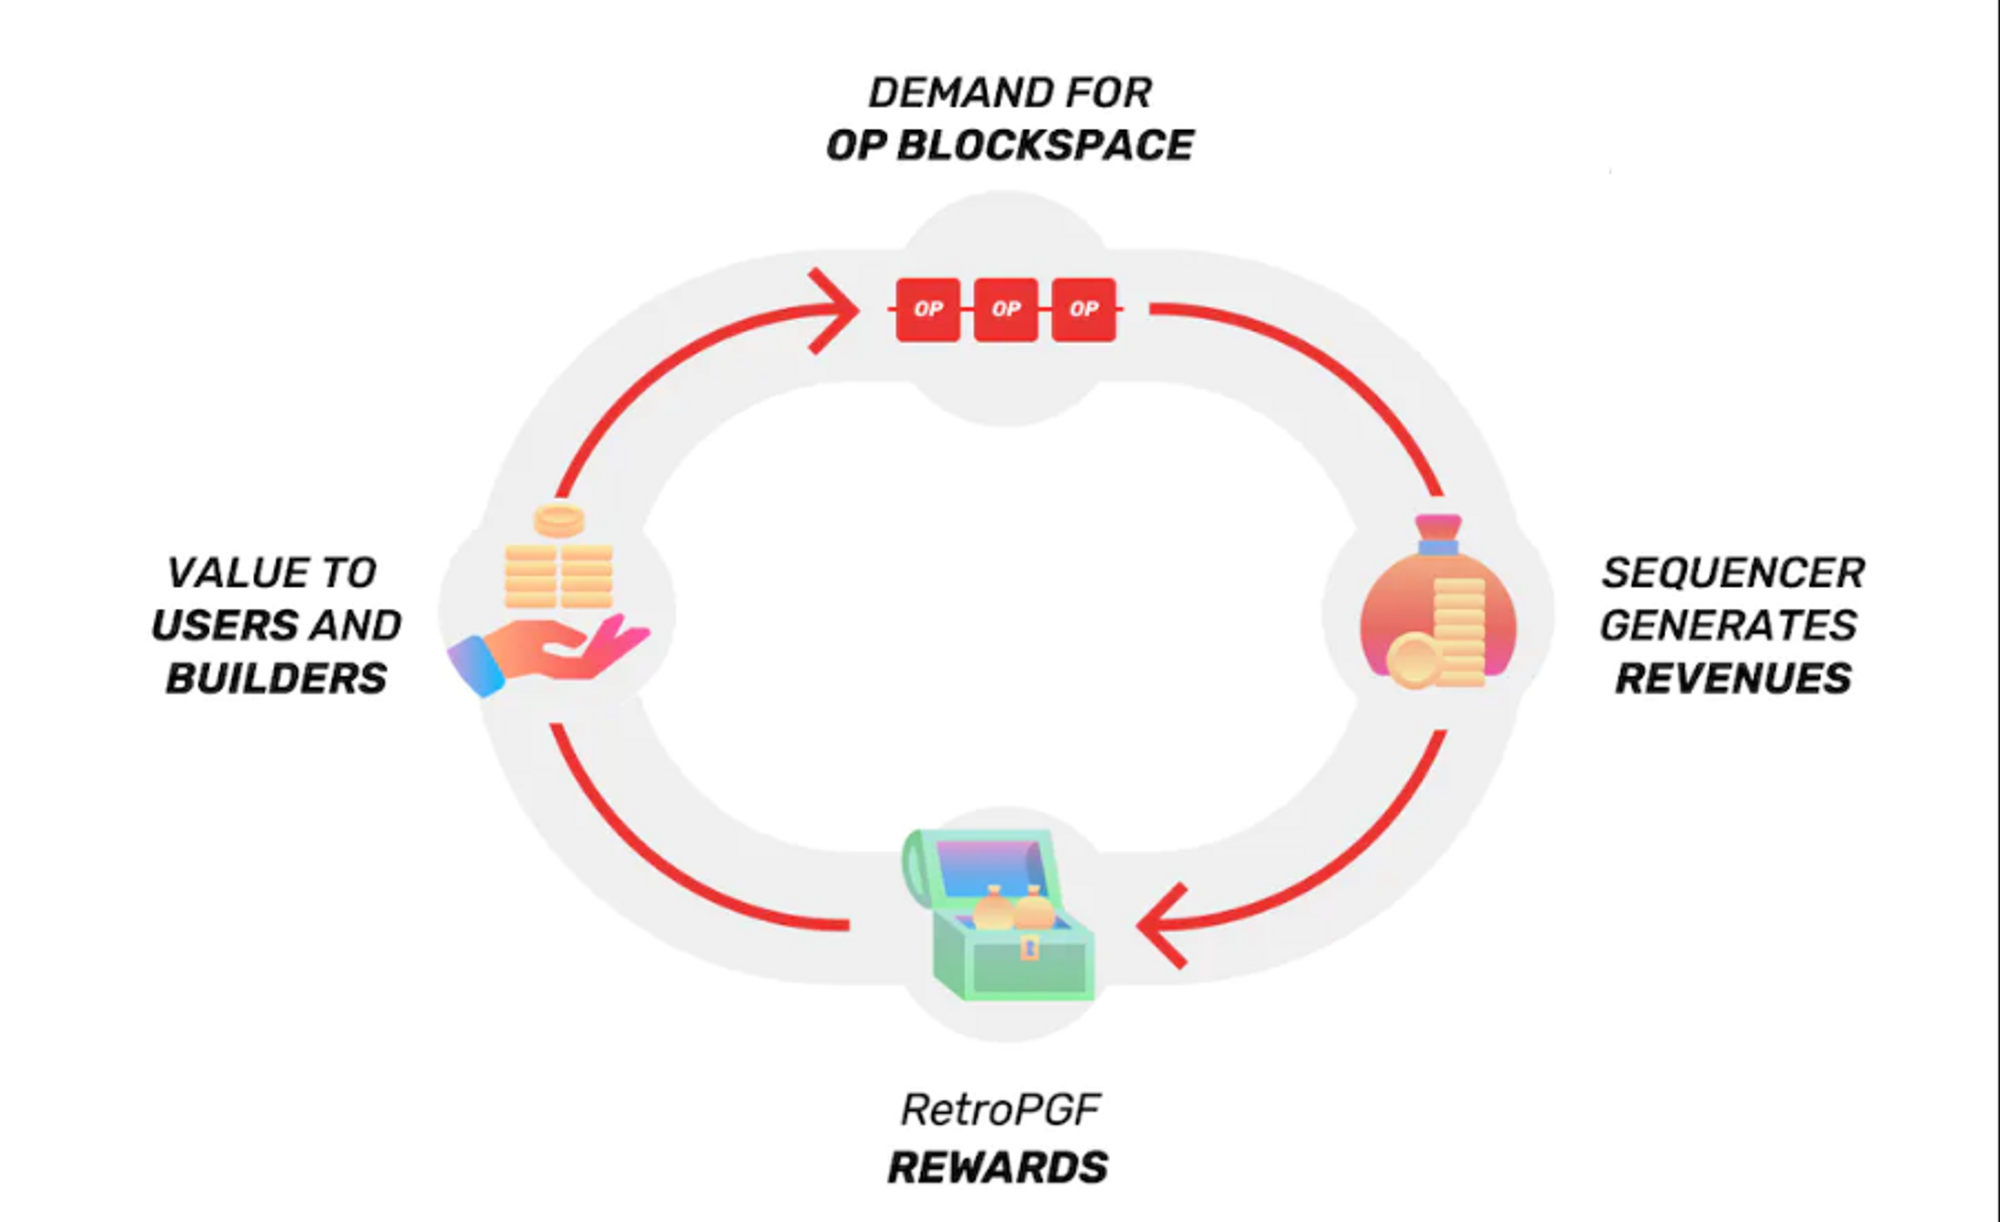 DEMAND FOR
OP BLOCKSPACE
OP OP OP
VALUE TO
USERS AND
BUILDERS
SEQUENCER
GENERATES
REVENUES
RetroPGF
REWARDS